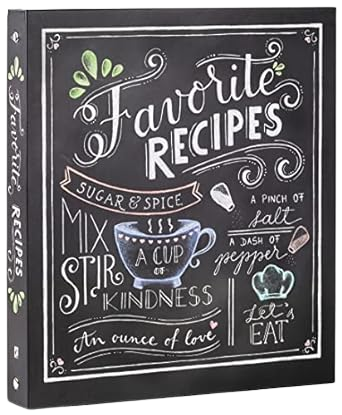 Favorite
RECIPES
Favorite
RECIPES
SUGAR & SPICE
MIX
STIR
A CUP
OF
KINDNESS
An ounce of love
A PINCH OF
salt
A DASH OF
pepper
Let's
EAT